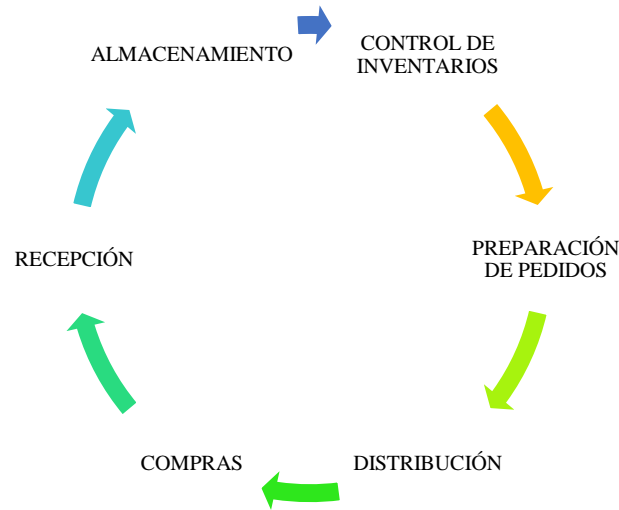 ALMACENAMIENTO
CONTROL DE
INVENTARIOS
PREPARACIÓN
DE PEDIDOS
DISTRIBUCIÓN
COMPRAS
RECEPCIÓN